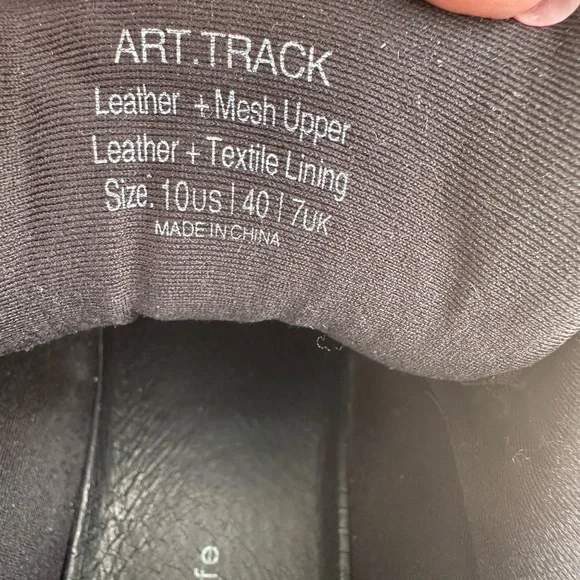 ART.TRACK
Leather + Mesh Upper
Leather + Textile Lining
Size: 10US | 40 | 7UK
MADE IN CHINA